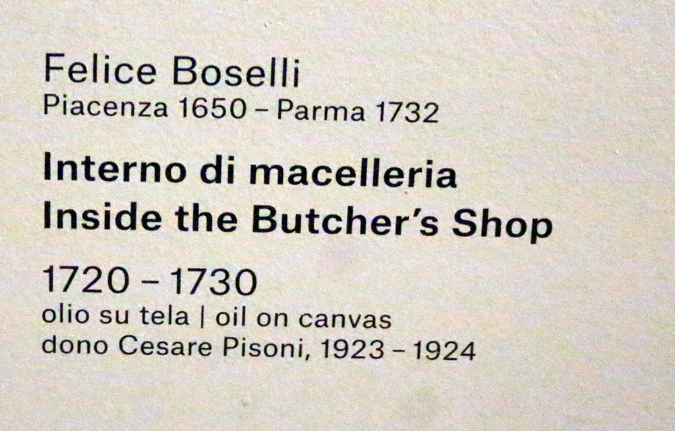 Felice Boselli
Piacenza 1650 – Parma 1732
Interno di macelleria
Inside the Butcher's Shop
1720 – 1730
olio su tela | oil on canvas
dono Cesare Pisoni, 1923 – 1924